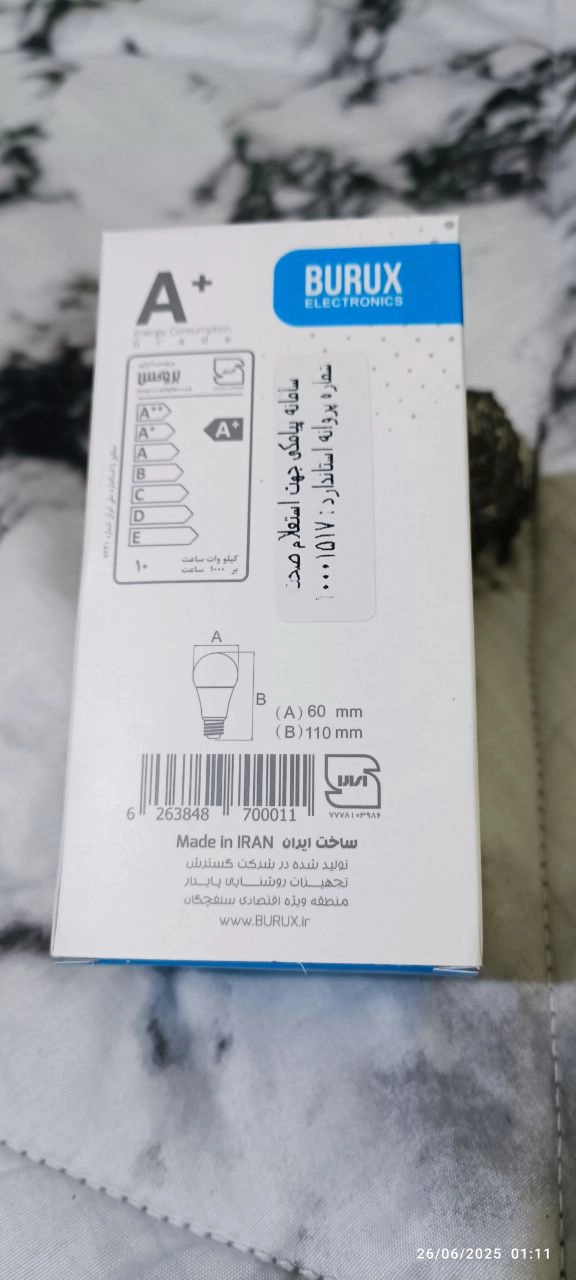 A+
Energy Consumption
Grade
BURUX
ELECTRONICS
بروکس
A++
A+
A+
A
B
C
D
E
کیلو وات ساعت
بر ۱۰۰۰ ساعت
۱۰
سامانه پیامکی جهت استعلام صحت
شماره پروانه استاندارد : ۱۰۰۰۱۵۱۷
A
B
(A) 60 mm
(B) 110 mm
6 263848 700011
۷۷۷۸۱۰۳۹۸۶
Made in IRAN ساخت ایران
تولید شده در شرکت گسترش
تجهیزات روشنایی پایدار
منطقه ویژه اقتصادی سلفچگان
www.BURUX.ir
26/06/2025 01:11